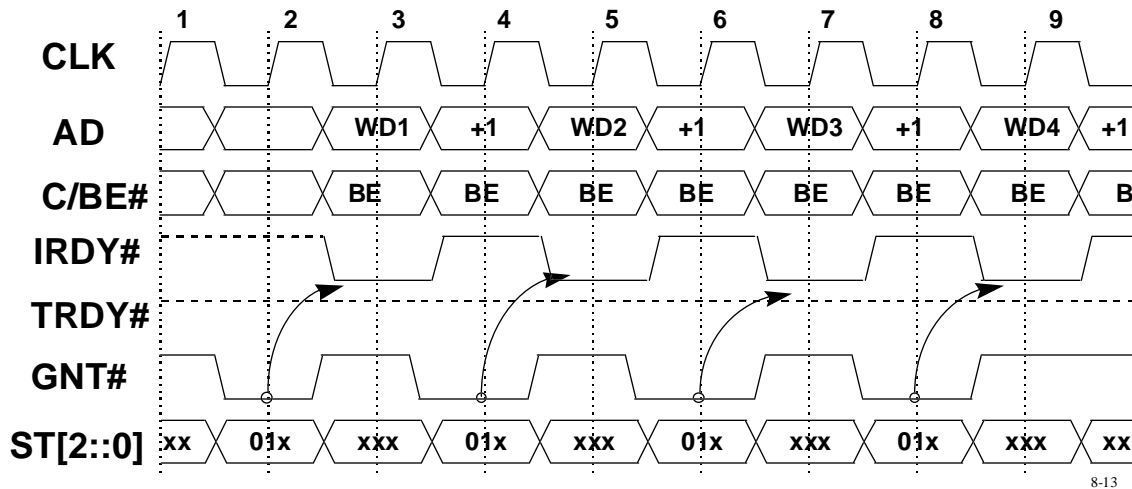 1 2 3 4 5 6 7 8 9
CLK
AD WD1 +1 WD2 +1 WD3 +1 WD4 +1
C/BE# BE BE BE BE BE BE BE B
IRDY#
TRDY#
GNT#
ST[2::0] xx 01x xxx 01x xxx 01x xxx 01x xxx xx
8-13